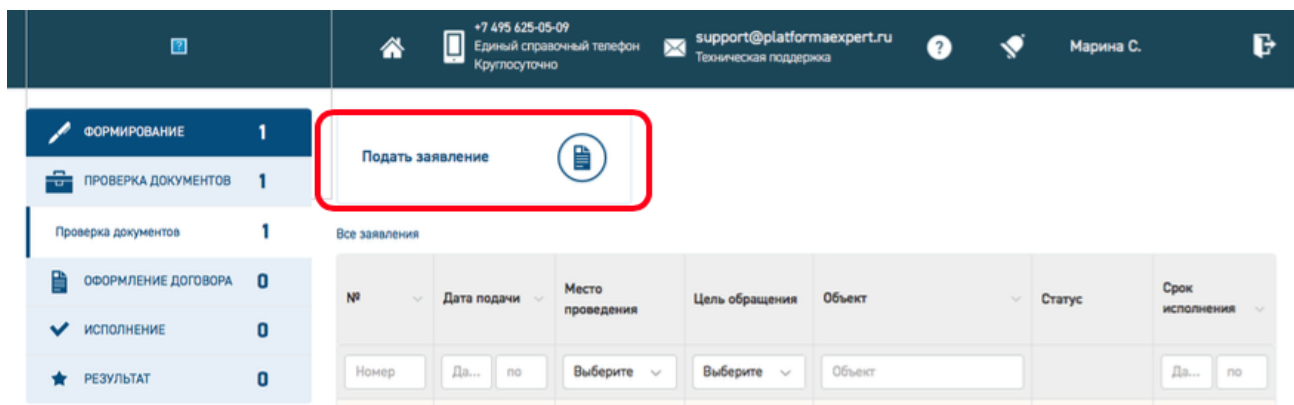 +7 495 625-05-09
Единый справочный телефон
Круглосуточно
support@platformaexpert.ru
Техническая поддержка
?
Марина С.
ФОРМИРОВАНИЕ 1
ПРОВЕРКА ДОКУМЕНТОВ 1
Проверка документов 1
ОФОРМЛЕНИЕ ДОГОВОРА 0
ИСПОЛНЕНИЕ 0
РЕЗУЛЬТАТ 0
Подать заявление
Все заявления
№
Дата подачи
Место
проведения
Цель обращения
Объект
Статус
Срок
исполнения
Номер
Да... по
Выберите
Выберите
Объект
Да... по